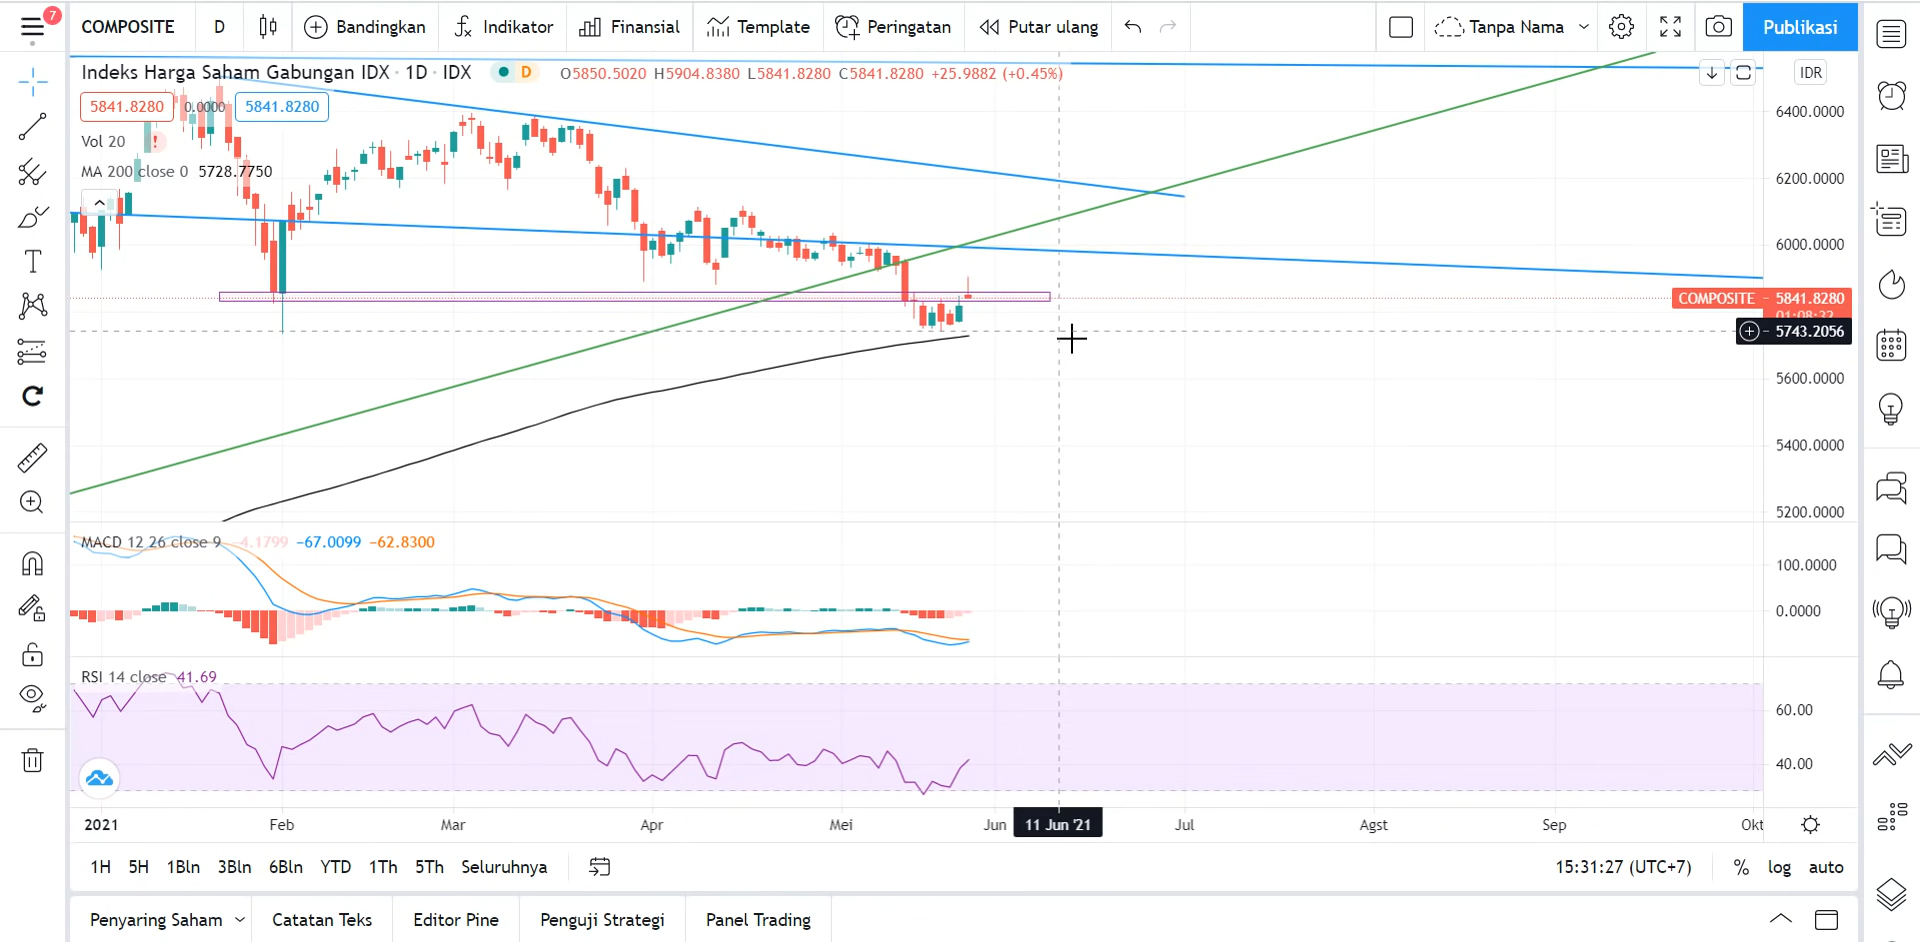 7
COMPOSITE D Bandingkan Indikator Finansial Template Peringatan Putar ulang Tanpa Nama Publikasi
Indeks Harga Saham Gabungan IDX · 1D · IDX D O5850.5020 H5904.8380 L5841.8280 C5841.8280 +25.9882 (+0.45%) IDR
5841.8280 0.0000 5841.8280
Vol 20 !
MA 200 close 0 5728.7750
6400.0000
6200.0000
6000.0000
COMPOSITE 5841.8280
01:08:32
5743.2056
5600.0000
5400.0000
5200.0000
MACD 12 26 close 9 −4.1799 −67.0099 −62.8300
100.0000
0.0000
RSI 14 close 41.69
60.00
40.00
2021 Feb Mar Apr Mei Jun 11 Jun '21 Jul Agst Sep Okt
1H 5H 1Bln 3Bln 6Bln YTD 1Th 5Th Seluruhnya 15:31:27 (UTC+7) % log auto
Penyaring Saham Catatan Teks Editor Pine Penguji Strategi Panel Trading